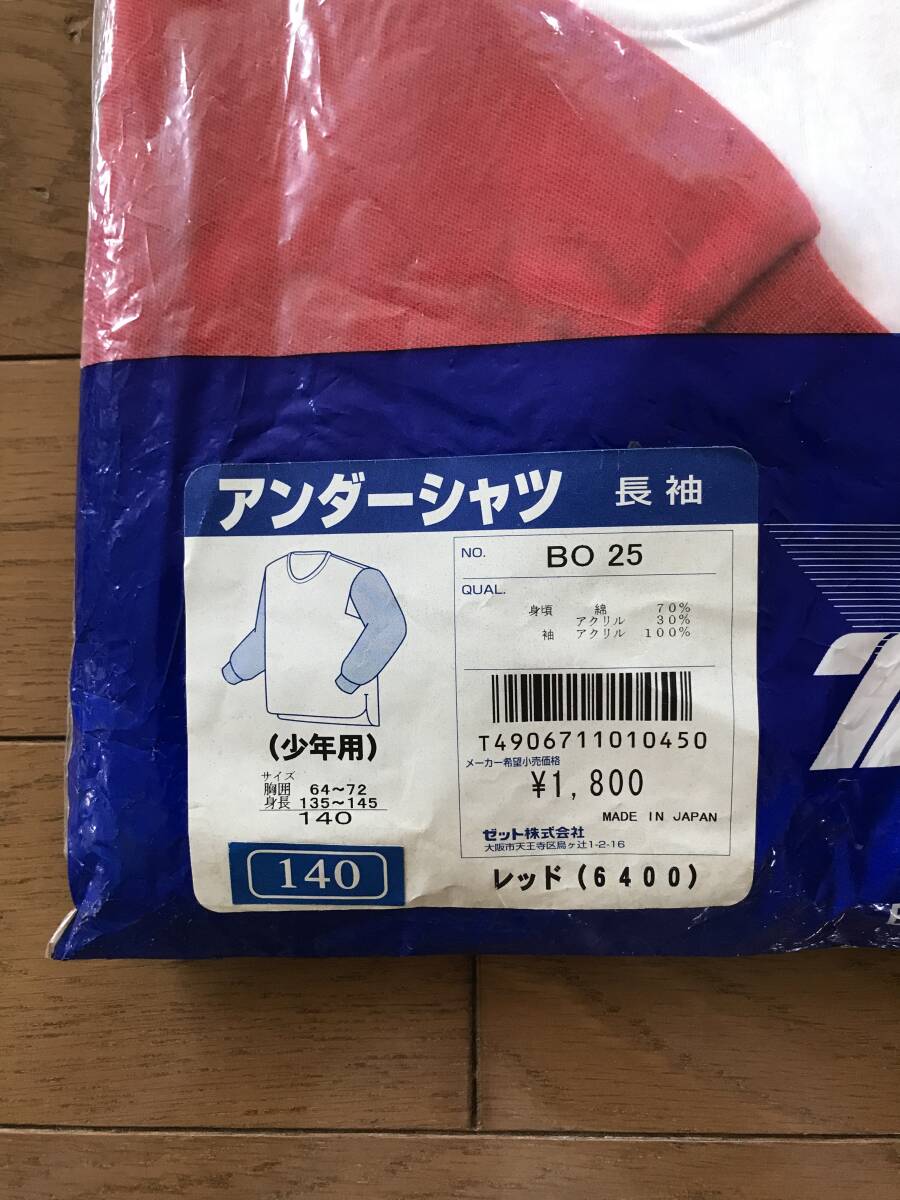 アンダーシャツ 長袖
(少年用)
サイズ
胸囲 64～72
身長 135～145
140
140
NO. BO 25
QUAL.
身頃 綿 70%
アクリル 30%
袖 アクリル 100%
T4906711010450
メーカー希望小売価格
¥1,800
MADE IN JAPAN
ゼット株式会社
大阪市天王寺区烏ヶ辻1-2-16
レッド(6400)